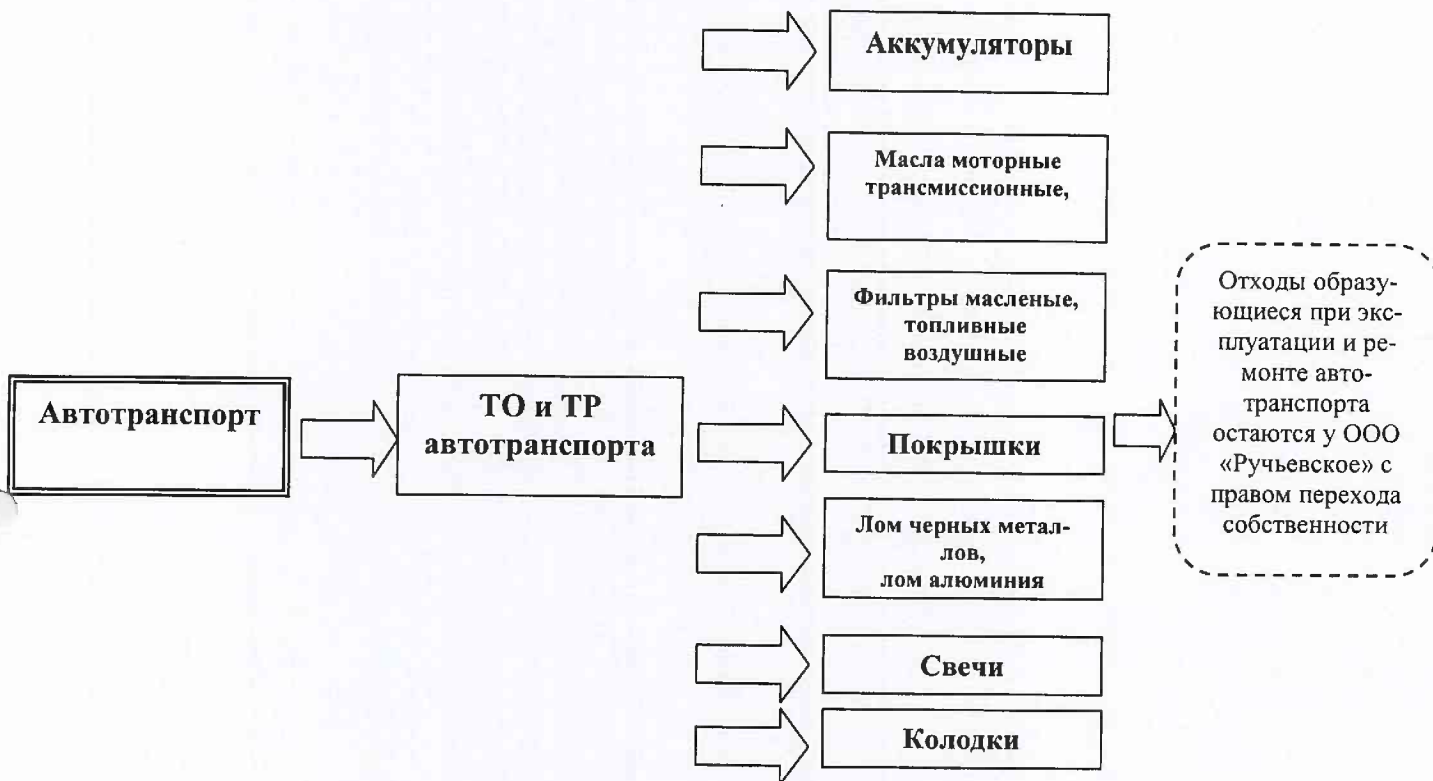 Автотранспорт
ТО и ТР
автотранспорта
Аккумуляторы
Масла моторные
трансмиссионные,
Фильтры масленые,
топливные
воздушные
Покрышки
Лом черных метал-
лов,
лом алюминия
Свечи
Колодки
Отходы образу-
ющиеся при экс-
плуатации и ре-
монте авто-
транспорта
остаются у ООО
«Ручьевское» с
правом перехода
собственности